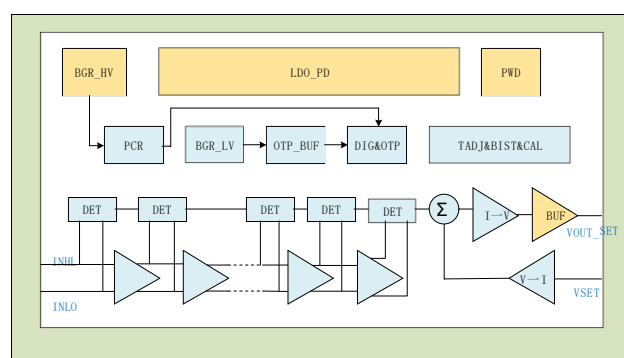 BGR_HV
LDO_PD
PWD
PCR
BGR_LV
OTP_BUF
DIG&OTP
TADJ&BIST&CAL
DET
DET
DET
DET
DET
Σ
I→V
BUF
VOUT_SET
INHL
V→I
INLO
VSET